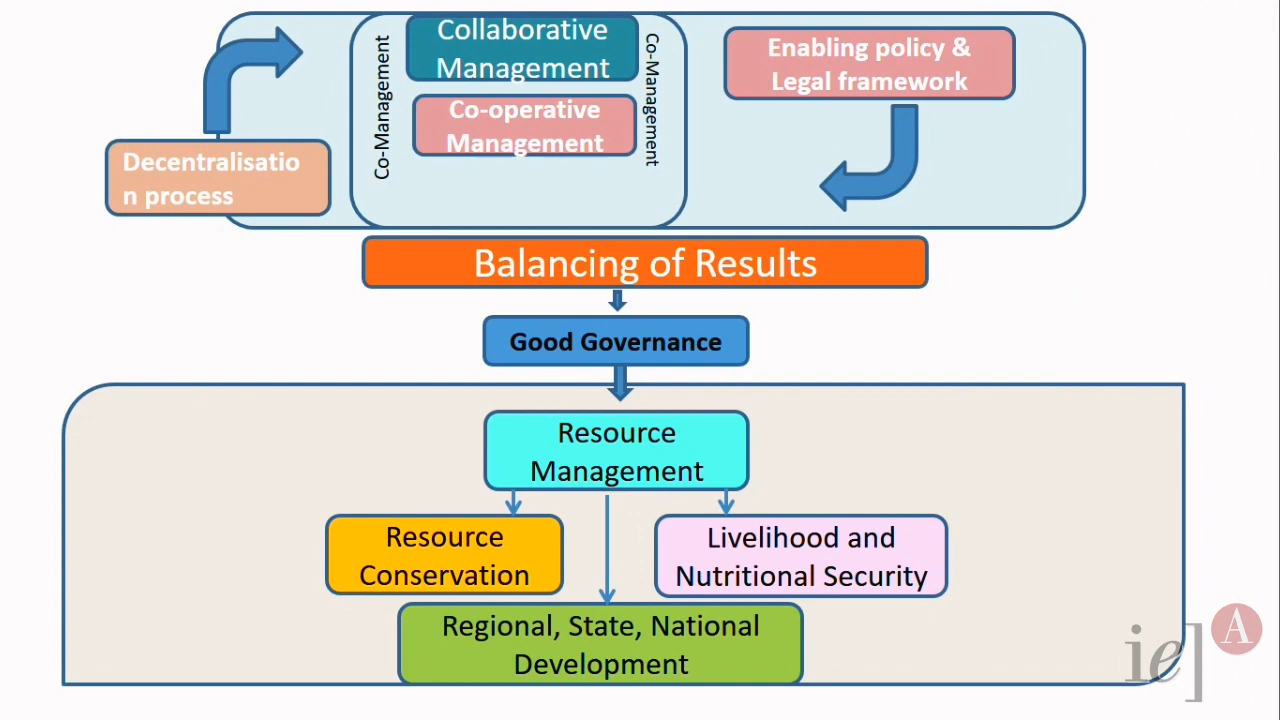 Collaborative
Management
Co-operative
Management
Co-Management
Co-Management
Enabling policy &
Legal framework
Decentralisatio
n process
Balancing of Results
Good Governance
Resource
Management
Resource
Conservation
Livelihood and
Nutritional Security
Regional, State, National
Development
ie]
A